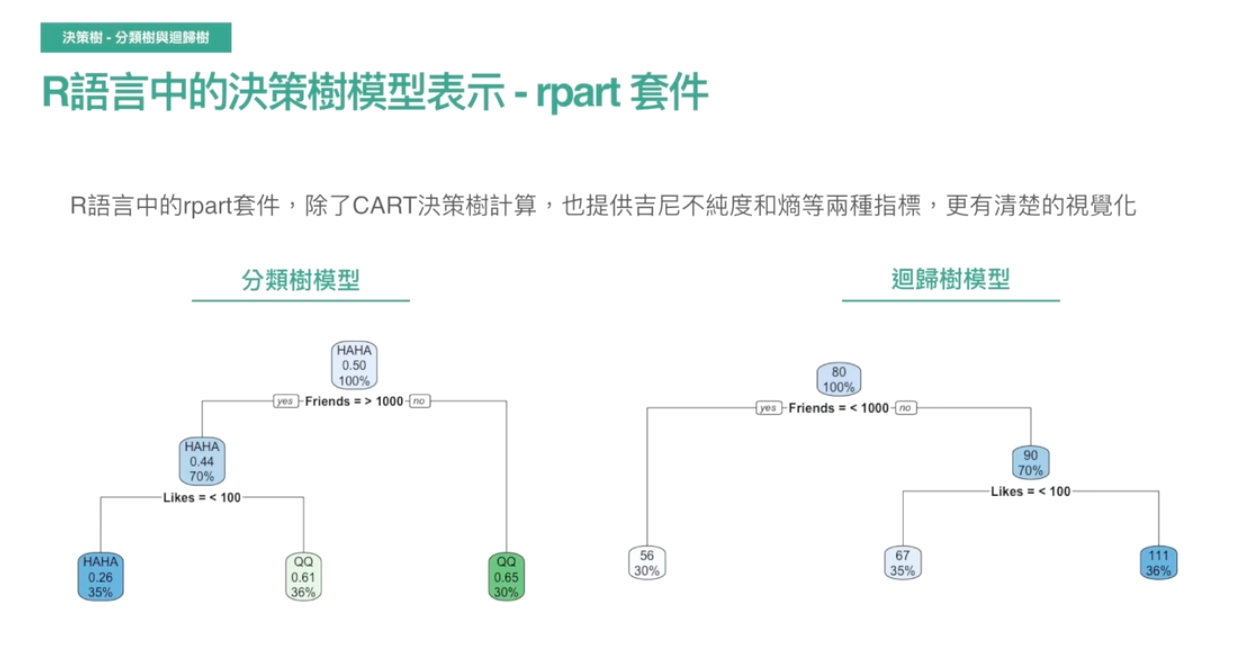 決策樹 - 分類樹與迴歸樹
R語言中的決策樹模型表示 - rpart 套件
R語言中的rpart套件，除了CART決策樹計算，也提供吉尼不純度和熵等兩種指標，更有清楚的視覺化
分類樹模型
HAHA
0.50
100%
yes Friends = > 1000 no
HAHA
0.44
70%
Likes = < 100
HAHA
0.26
35%
QQ
0.61
36%
QQ
0.65
30%
迴歸樹模型
80
100%
yes Friends = < 1000 no
90
70%
Likes = < 100
56
30%
67
35%
111
36%